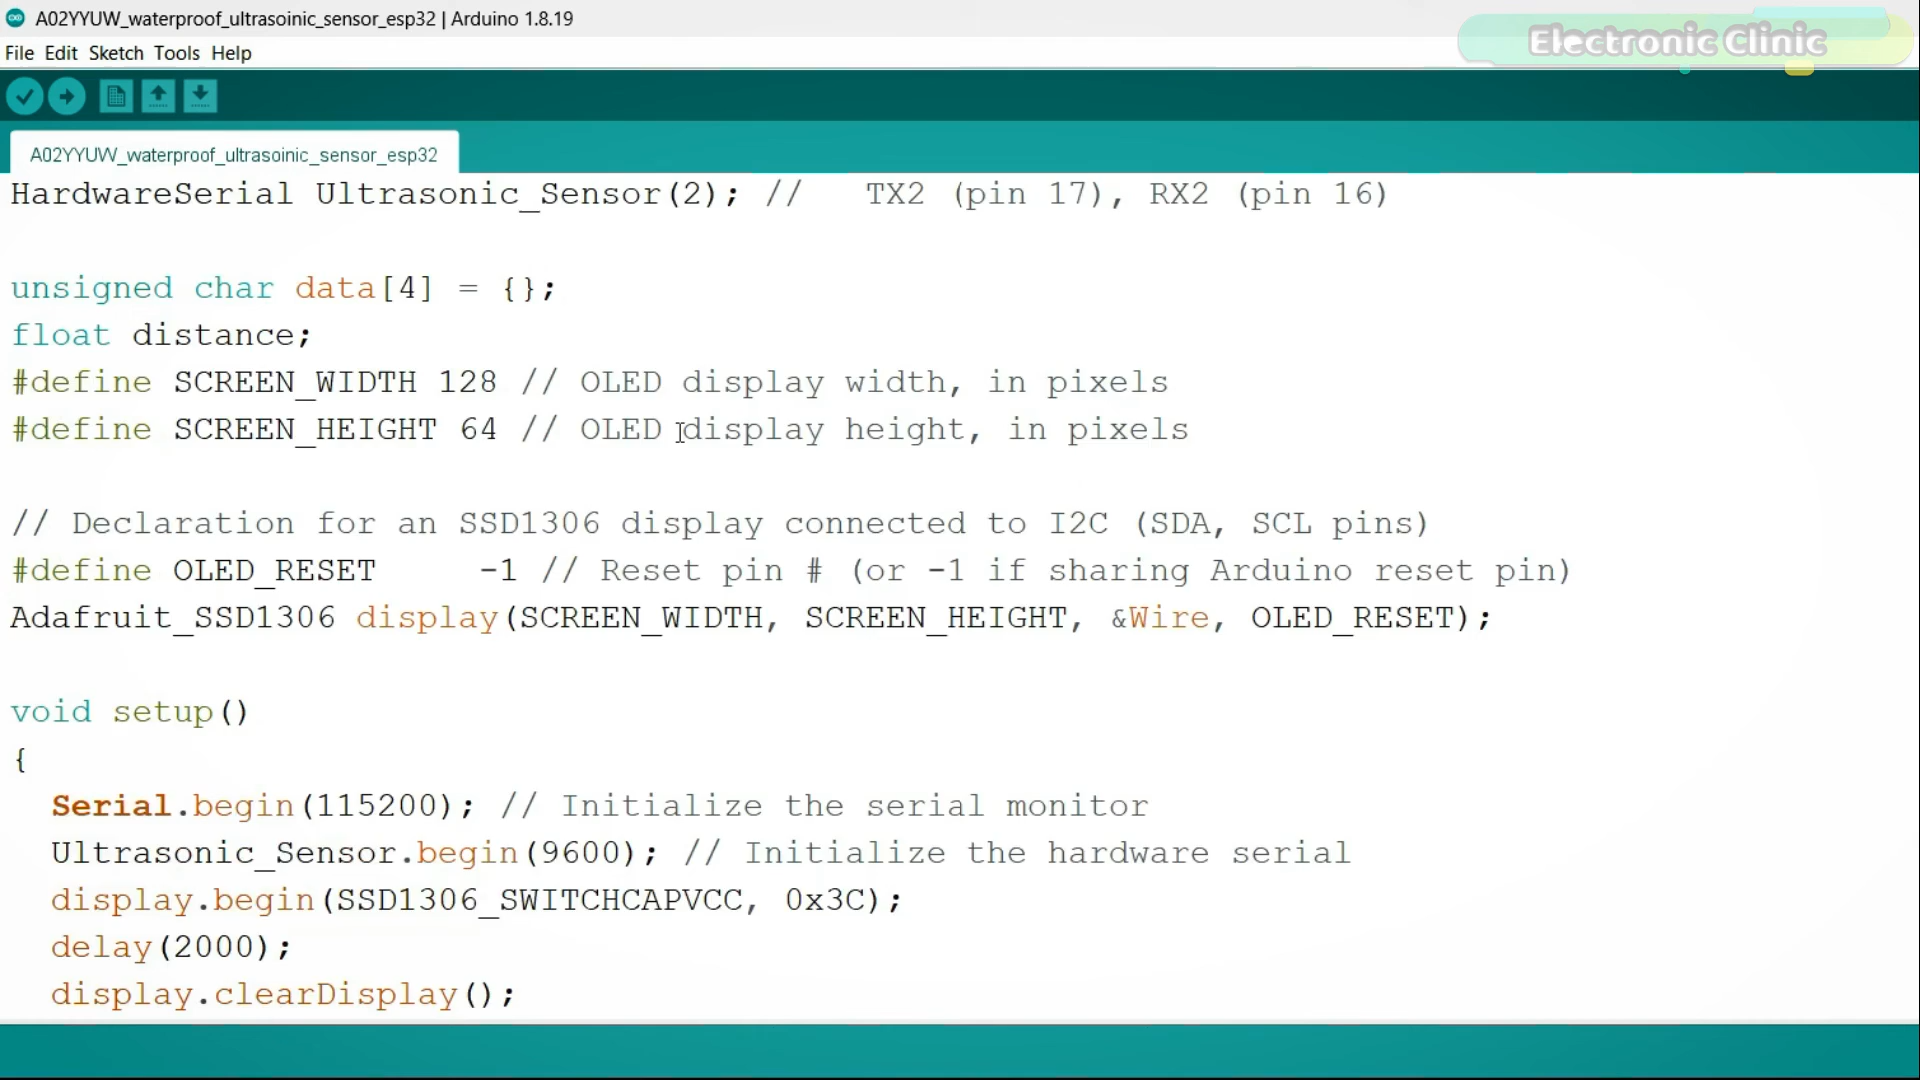 A02YYUW_waterproof_ultrasoinic_sensor_esp32 | Arduino 1.8.19
Electronic Clinic
File Edit Sketch Tools Help
A02YYUW_waterproof_ultrasoinic_sensor_esp32
HardwareSerial Ultrasonic_Sensor(2); //   TX2 (pin 17), RX2 (pin 16)
unsigned char data[4] = {};
float distance;
#define SCREEN_WIDTH 128 // OLED display width, in pixels
#define SCREEN_HEIGHT 64 // OLED display height, in pixels
// Declaration for an SSD1306 display connected to I2C (SDA, SCL pins)
#define OLED_RESET     -1 // Reset pin # (or -1 if sharing Arduino reset pin)
Adafruit_SSD1306 display(SCREEN_WIDTH, SCREEN_HEIGHT, &Wire, OLED_RESET);
void setup()
{
  Serial.begin(115200); // Initialize the serial monitor
  Ultrasonic_Sensor.begin(9600); // Initialize the hardware serial
  display.begin(SSD1306_SWITCHCAPVCC, 0x3C);
  delay(2000);
  display.clearDisplay();